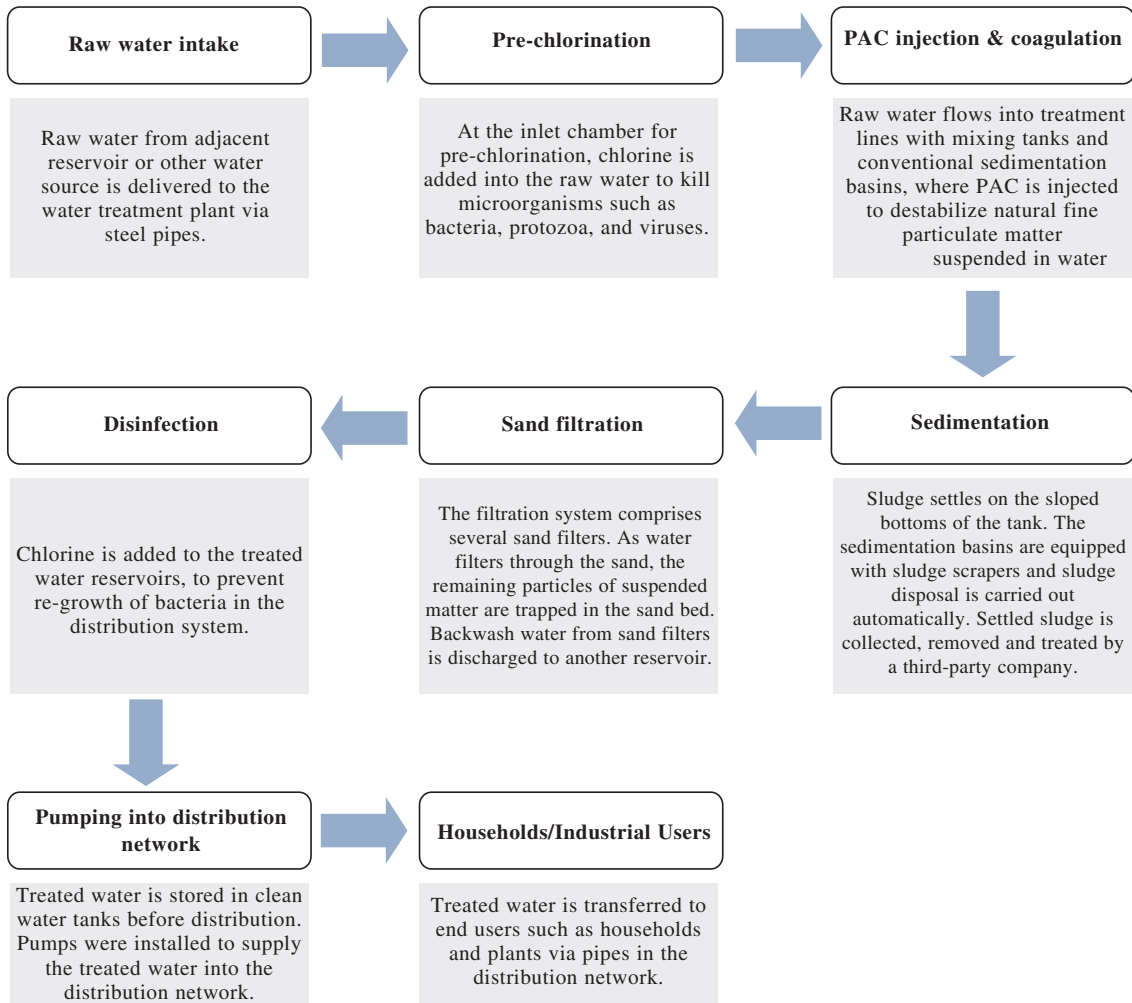 Raw water intake
Raw water from adjacent
reservoir or other water
source is delivered to the
water treatment plant via
steel pipes.
Pre-chlorination
At the inlet chamber for
pre-chlorination, chlorine is
added into the raw water to kill
microorganisms such as
bacteria, protozoa, and viruses.
PAC injection & coagulation
Raw water flows into treatment
lines with mixing tanks and
conventional sedimentation
basins, where PAC is injected
to destabilize natural fine
particulate matter
suspended in water
Sedimentation
Sludge settles on the sloped
bottoms of the tank. The
sedimentation basins are equipped
with sludge scrapers and sludge
disposal is carried out
automatically. Settled sludge is
collected, removed and treated by
a third-party company.
Sand filtration
The filtration system comprises
several sand filters. As water
filters through the sand, the
remaining particles of suspended
matter are trapped in the sand bed.
Backwash water from sand filters
is discharged to another reservoir.
Disinfection
Chlorine is added to the treated
water reservoirs, to prevent
re-growth of bacteria in the
distribution system.
Pumping into distribution
network
Treated water is stored in clean
water tanks before distribution.
Pumps were installed to supply
the treated water into the
distribution network.
Households/Industrial Users
Treated water is transferred to
end users such as households
and plants via pipes in the
distribution network.